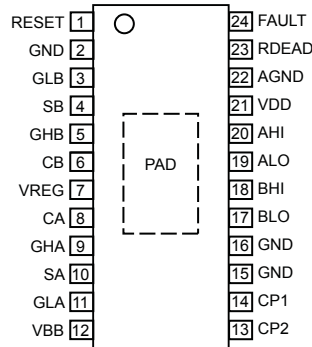 RESET 1
GND 2
GLB 3
SB 4
GHB 5
CB 6
VREG 7
CA 8
GHA 9
SA 10
GLA 11
VBB 12
PAD
24 FAULT
23 RDEAD
22 AGND
21 VDD
20 AHI
19 ALO
18 BHI
17 BLO
16 GND
15 GND
14 CP1
13 CP2